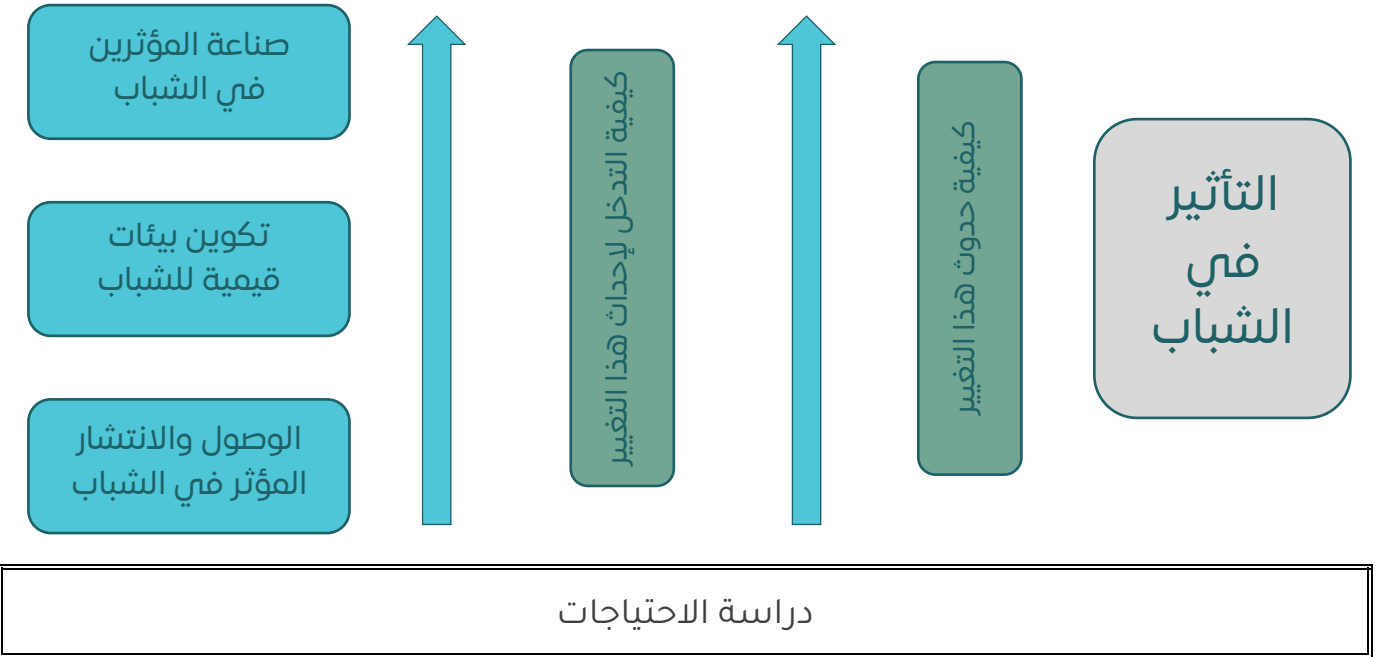 التأثير
في
الشباب
كيفية حدوث هذا التغيير
كيفية التدخل لإحداث هذا التغيير
صناعة المؤثرين
في الشباب
تكوين بيئات
قيمية للشباب
الوصول والانتشار
المؤثر في الشباب
دراسة الاحتياجات